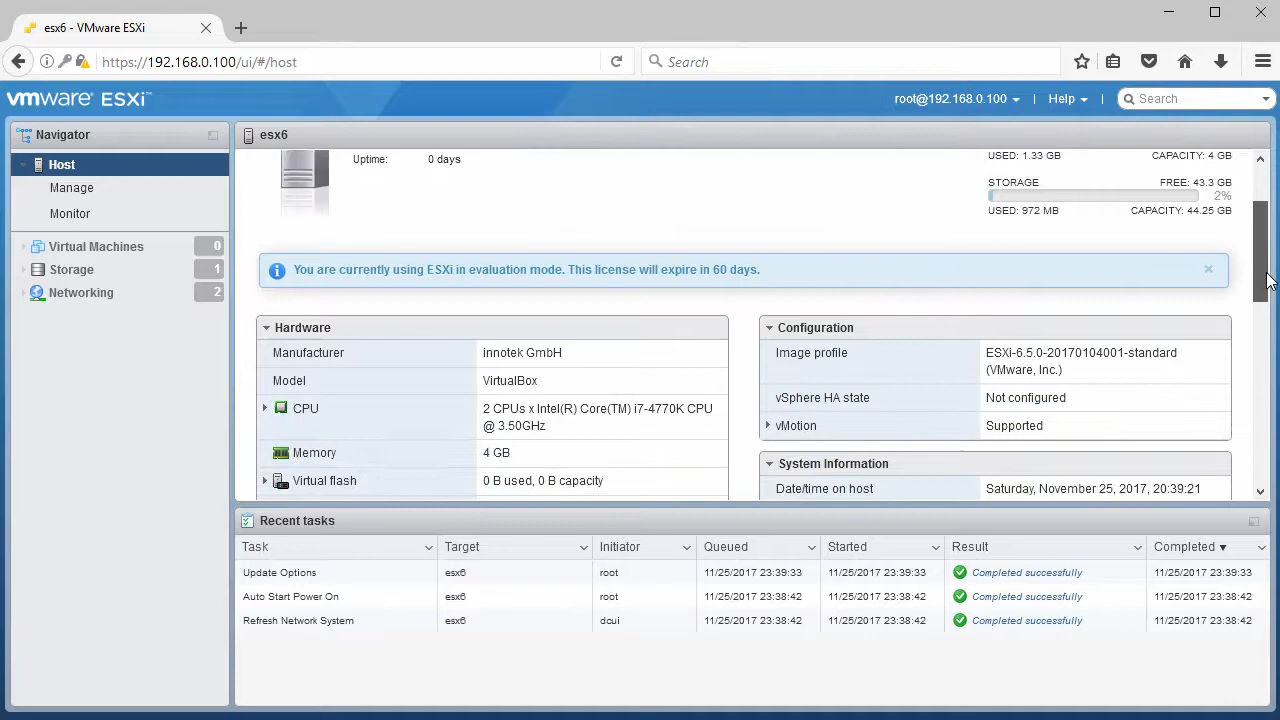 esx6 - VMware ESXi
https://192.168.0.100/ui/#/host
Search
vmware ESXi™
root@192.168.0.100
Help
Search
Navigator
Host
Manage
Monitor
Virtual Machines 0
Storage 1
Networking 2
esx6
Uptime: 0 days
USED: 1.33 GB CAPACITY: 4 GB
STORAGE FREE: 43.3 GB
2%
USED: 972 MB CAPACITY: 44.25 GB
You are currently using ESXi in evaluation mode. This license will expire in 60 days.
Hardware
Manufacturer innotek GmbH
Model VirtualBox
CPU 2 CPUs x Intel(R) Core(TM) i7-4770K CPU
@ 3.50GHz
Memory 4 GB
Virtual flash 0 B used, 0 B capacity
Configuration
Image profile ESXi-6.5.0-20170104001-standard
(VMware, Inc.)
vSphere HA state Not configured
vMotion Supported
System Information
Date/time on host Saturday, November 25, 2017, 20:39:21
Recent tasks
Task Target Initiator Queued Started Result Completed
Update Options esx6 root 11/25/2017 23:39:33 11/25/2017 23:39:33 Completed successfully 11/25/2017 23:39:33
Auto Start Power On esx6 root 11/25/2017 23:38:42 11/25/2017 23:38:42 Completed successfully 11/25/2017 23:38:42
Refresh Network System esx6 dcui 11/25/2017 23:38:42 11/25/2017 23:38:42 Completed successfully 11/25/2017 23:38:42